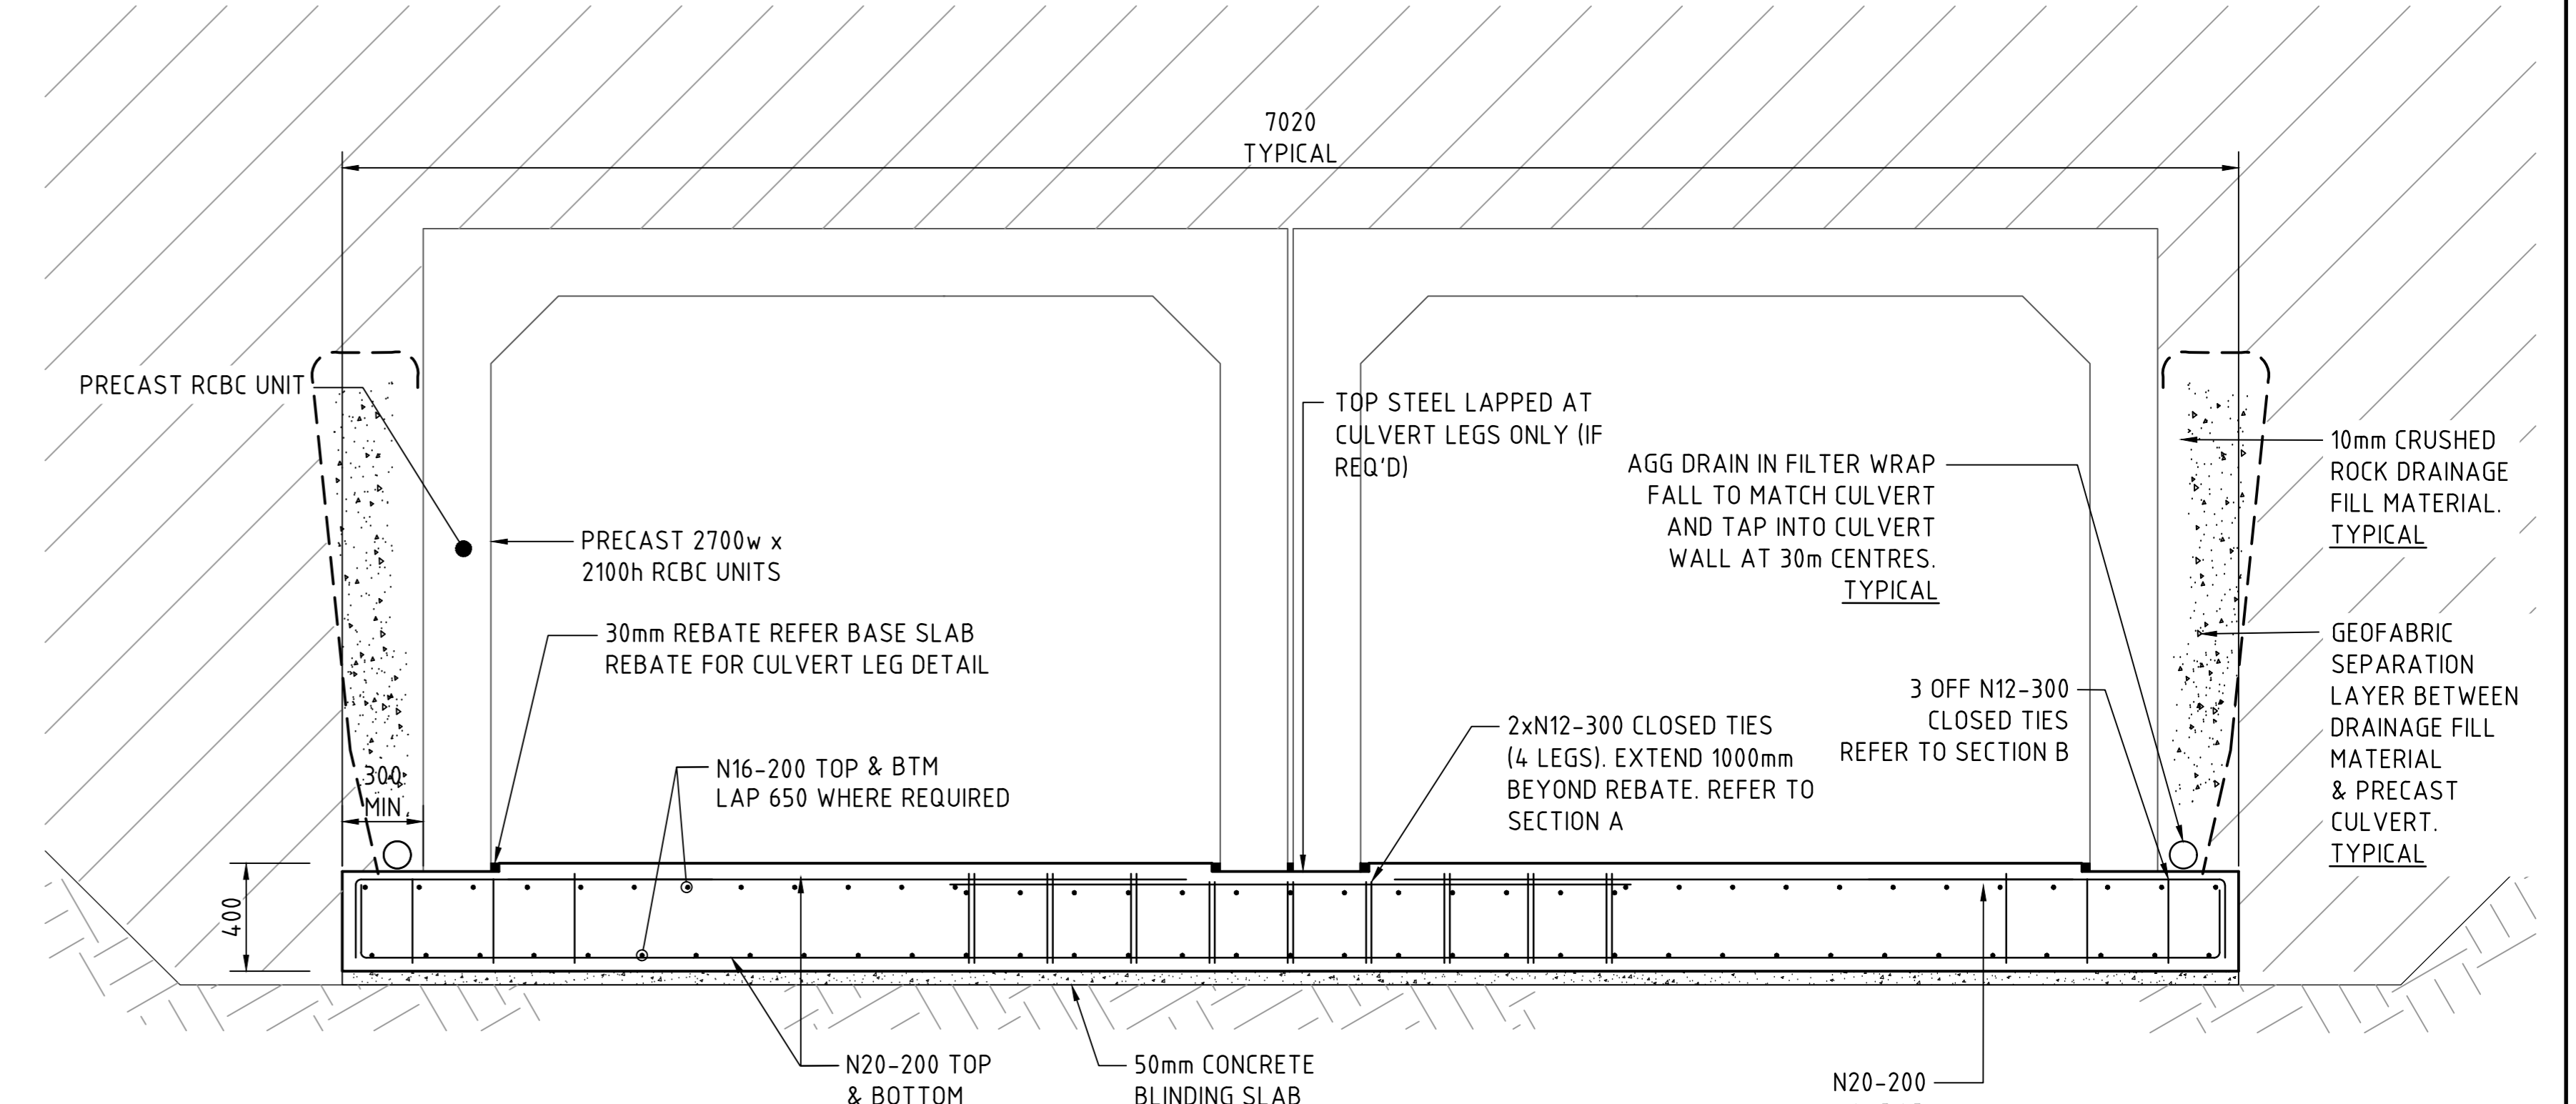 7020
TYPICAL
PRECAST RCBC UNIT
TOP STEEL LAPPED AT
CULVERT LEGS ONLY (IF
REQ'D)
AGG DRAIN IN FILTER WRAP
FALL TO MATCH CULVERT
AND TAP INTO CULVERT
WALL AT 30m CENTRES.
TYPICAL
10mm CRUSHED
ROCK DRAINAGE
FILL MATERIAL.
TYPICAL
PRECAST 2700w x
2100h RCBC UNITS
30mm REBATE REFER BASE SLAB
REBATE FOR CULVERT LEG DETAIL
GEOFABRIC
SEPARATION
LAYER BETWEEN
DRAINAGE FILL
MATERIAL
& PRECAST
CULVERT.
TYPICAL
3 OFF N12-300
CLOSED TIES
REFER TO SECTION B
2xN12-300 CLOSED TIES
(4 LEGS). EXTEND 1000mm
BEYOND REBATE. REFER TO
SECTION A
300
MIN.
N16-200 TOP & BTM
LAP 650 WHERE REQUIRED
400
N20-200 TOP
& BOTTOM
50mm CONCRETE
BLINDING SLAB
N20-200